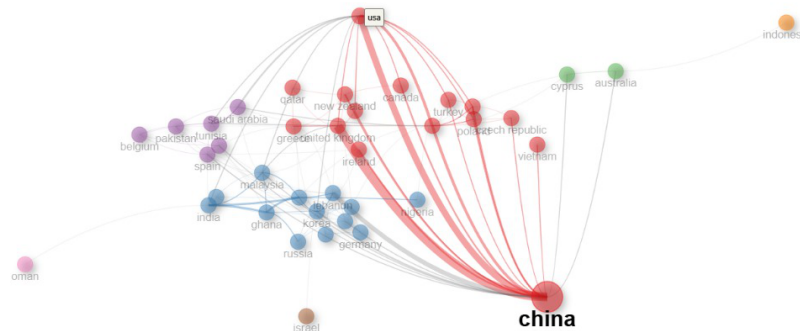 usa
indones
cyprus
australia
qatar
canada
new zealand
saudi arabia
turkey
belgium
pakistan
tunisia
greece
united kingdom
poland
czech republic
spain
ireland
vietnam
malaysia
india
lebanon
nigeria
ghana
korea
germany
russia
oman
israel
china